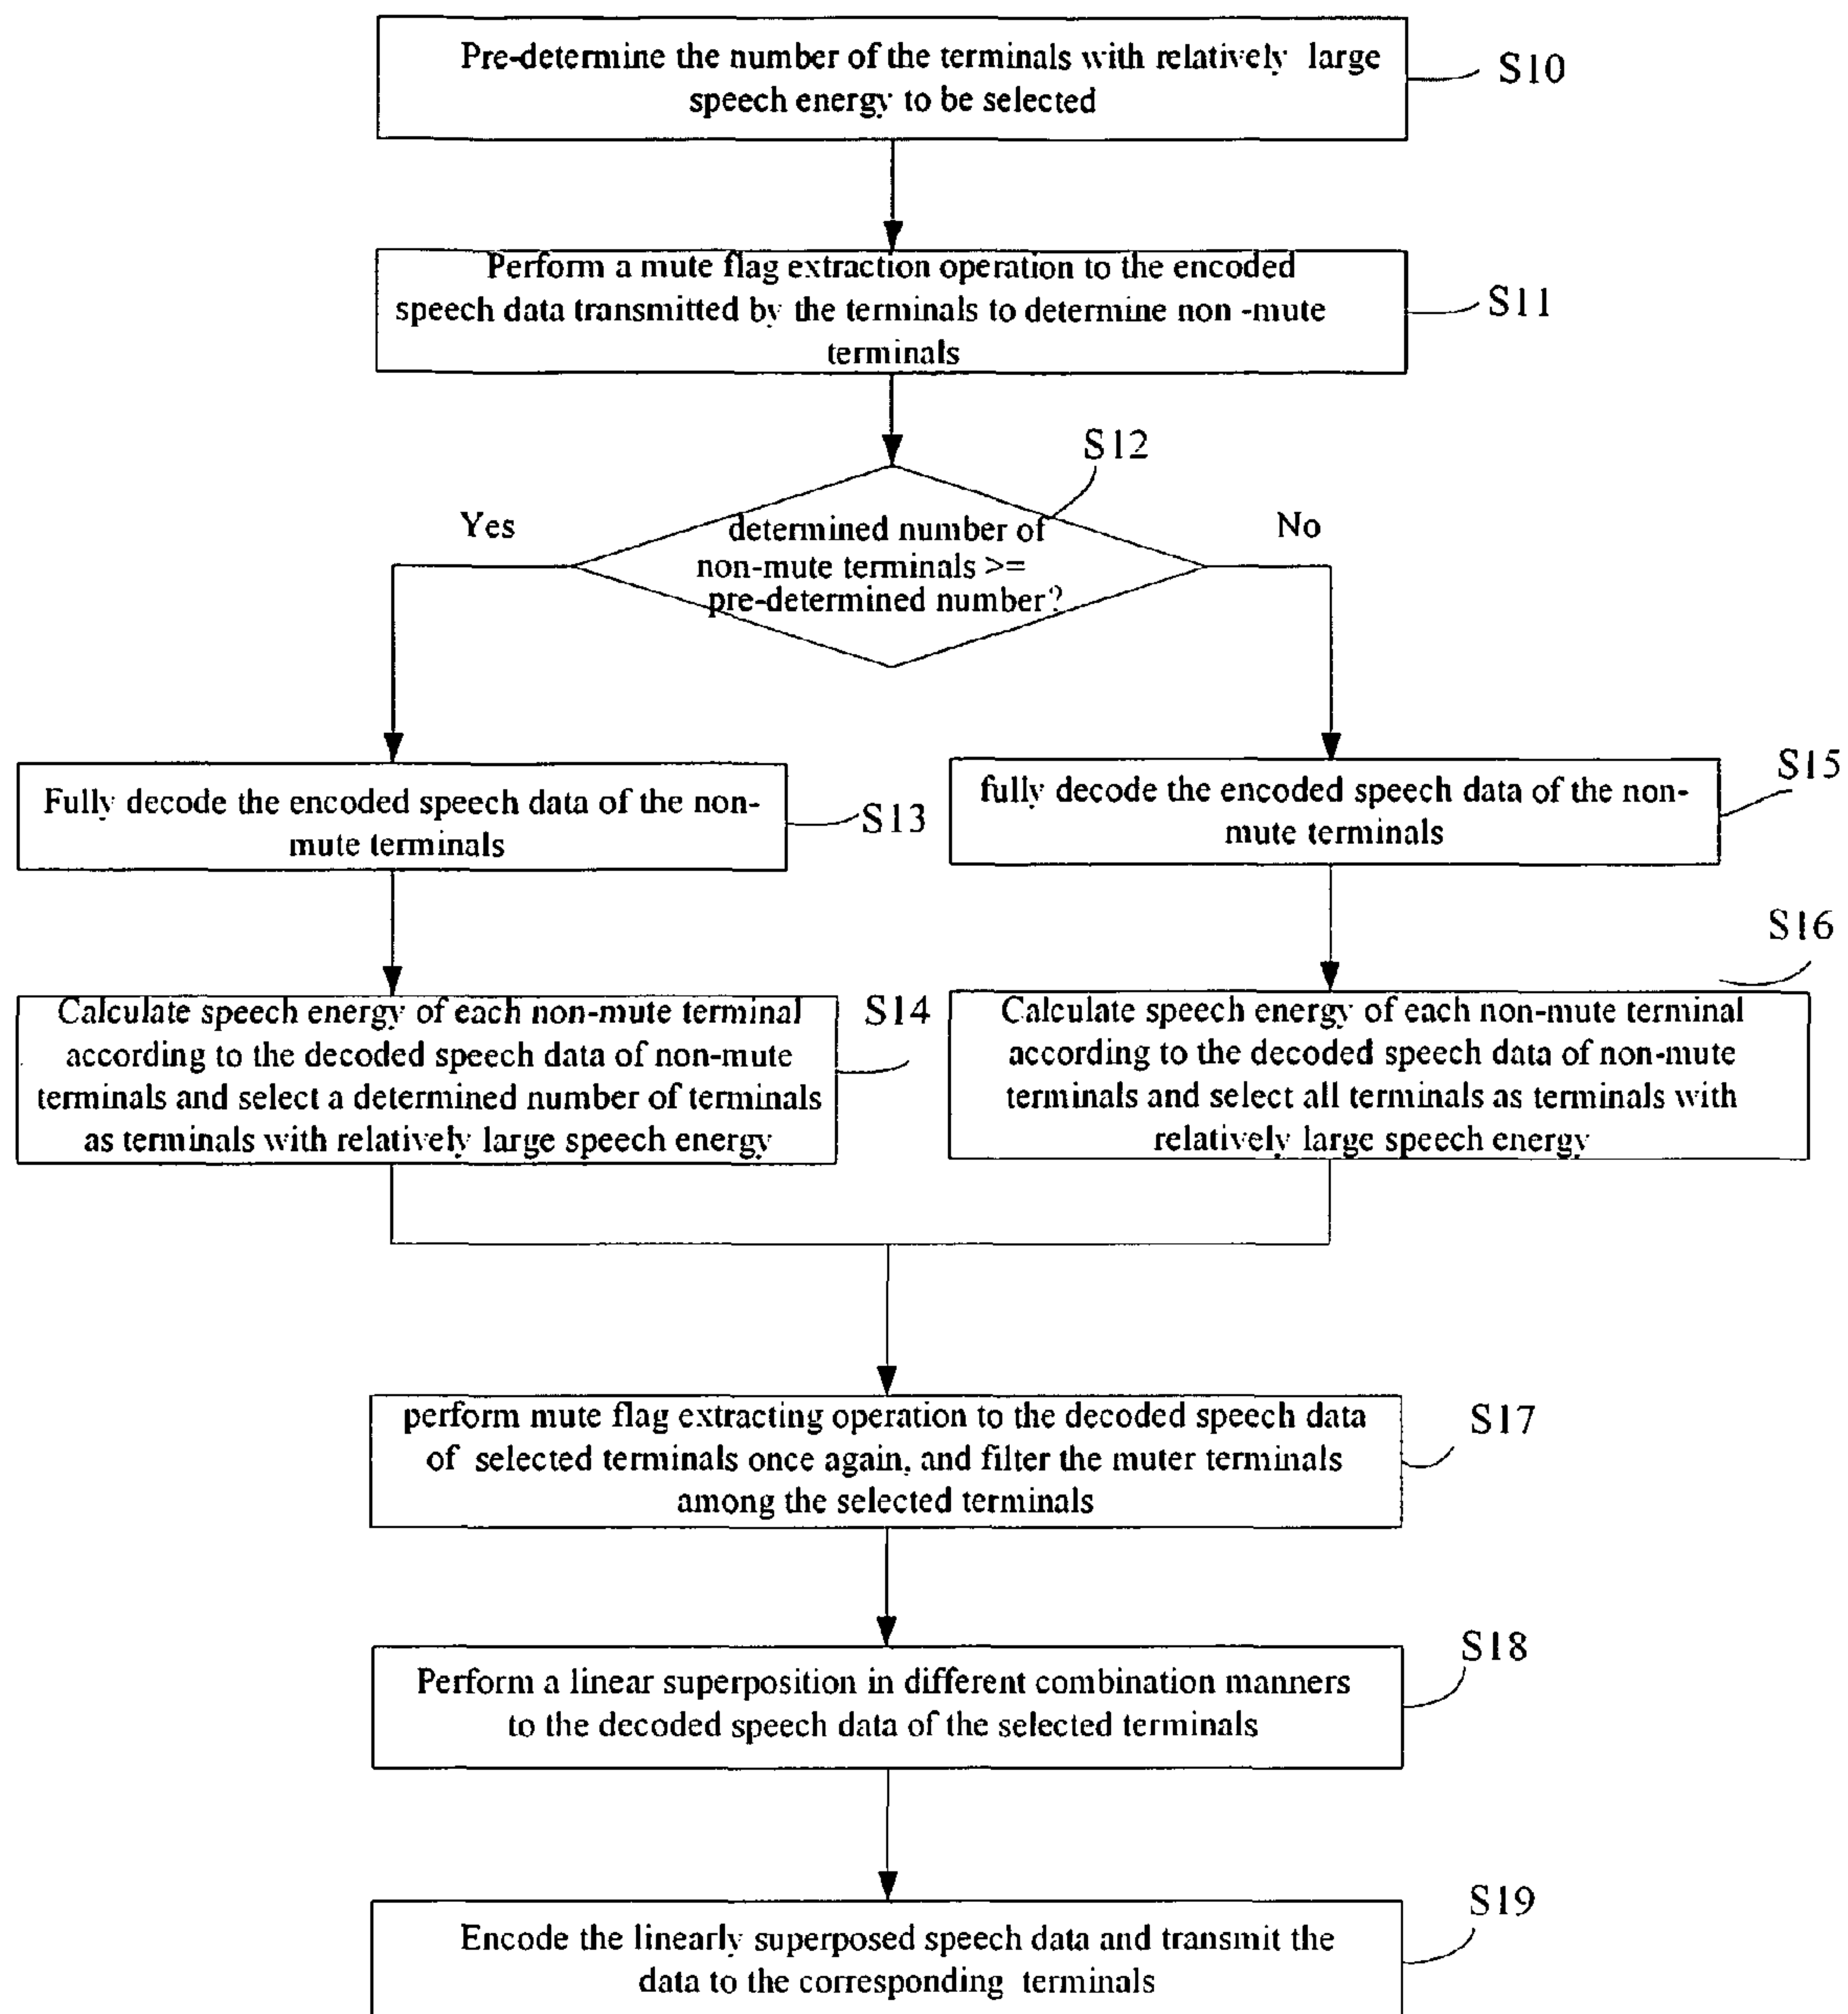 Pre-determine the number of the terminals with relatively large
speech energy to be selected
S10
Perform a mute flag extraction operation to the encoded
speech data transmitted by the terminals to determine non -mute
terminals
S11
S12
Yes
determined number of
non-mute terminals >=
pre-determined number?
No
Fully decode the encoded speech data of the non-
mute terminals
S13
fully decode the encoded speech data of the non-
mute terminals
S15
Calculate speech energy of each non-mute terminal
according to the decoded speech data of non-mute
terminals and select a determined number of terminals
as terminals with relatively large speech energy
S14
Calculate speech energy of each non-mute terminal
according to the decoded speech data of non-mute
terminals and select all terminals as terminals with
relatively large speech energy
S16
perform mute flag extracting operation to the decoded speech data
of selected terminals once again, and filter the muter terminals
among the selected terminals
S17
Perform a linear superposition in different combination manners
to the decoded speech data of the selected terminals
S18
Encode the linearly superposed speech data and transmit the
data to the corresponding terminals
S19